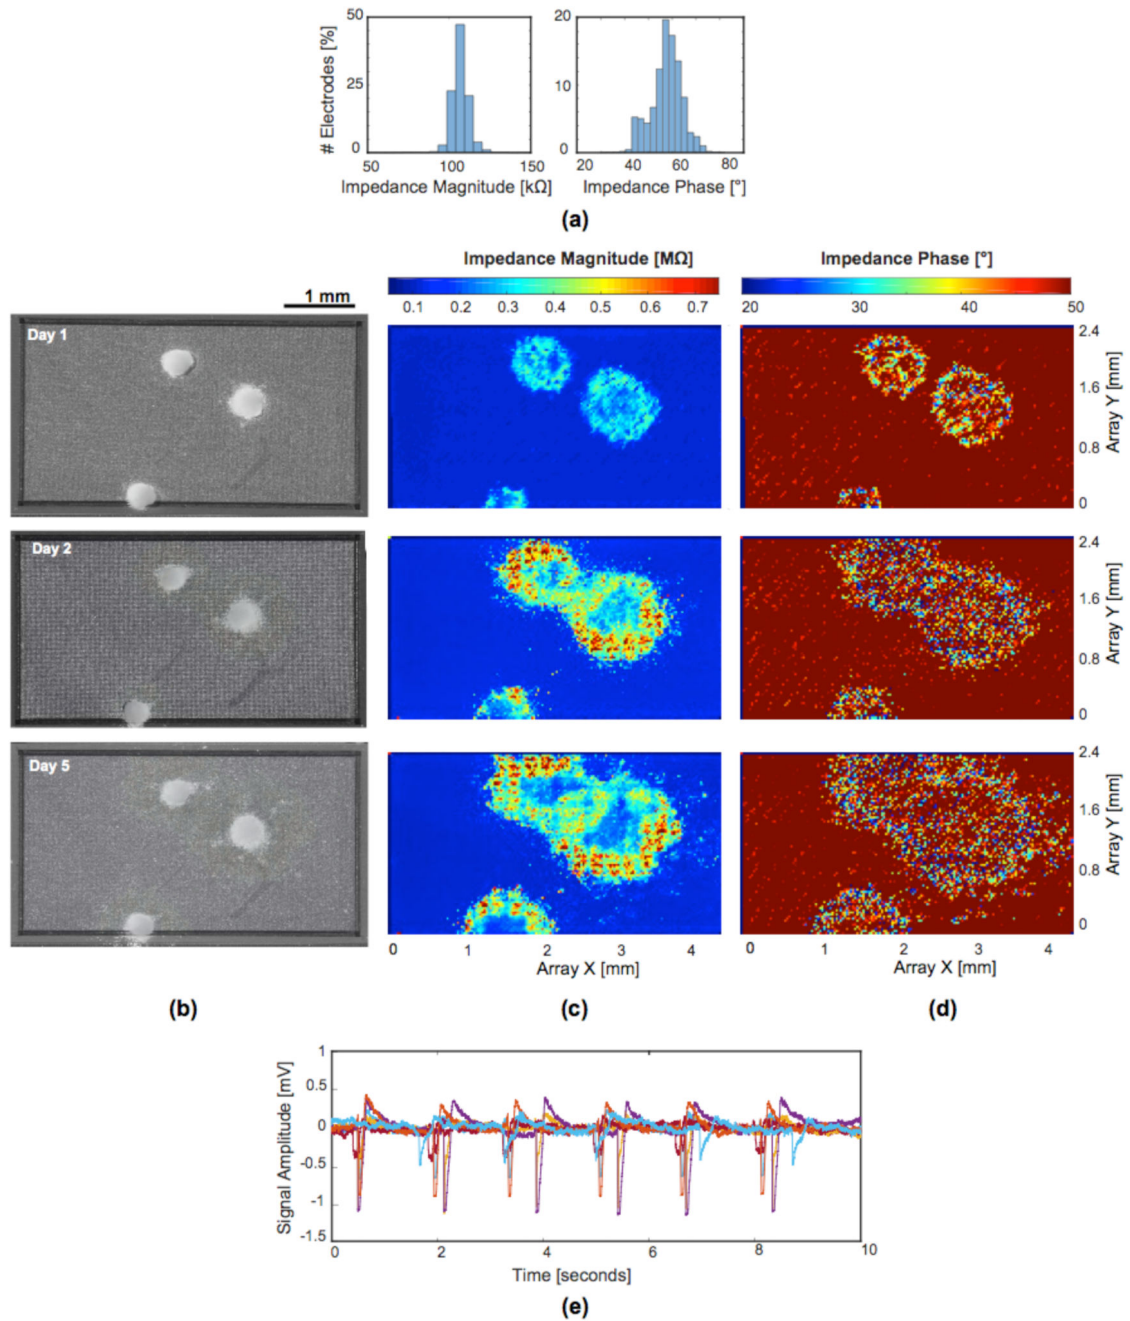 # Electrodes [%]
50
25
0
50
100
150
Impedance Magnitude [kΩ]
20
10
0
20
40
60
80
Impedance Phase [°]
(a)
Impedance Magnitude [MΩ]
0.1 0.2 0.3 0.4 0.5 0.6 0.7
Impedance Phase [°]
20 30 40 50
1 mm
Day 1
2.4
1.6
0.8
0
Array Y [mm]
Day 2
2.4
1.6
0.8
0
Array Y [mm]
Day 5
2.4
1.6
0.8
0
Array Y [mm]
0 1 2 3 4
Array X [mm]
0 1 2 3 4
Array X [mm]
(b)
(c)
(d)
Signal Amplitude [mV]
1
0.5
0
-0.5
-1
-1.5
0 2 4 6 8 10
Time [seconds]
(e)